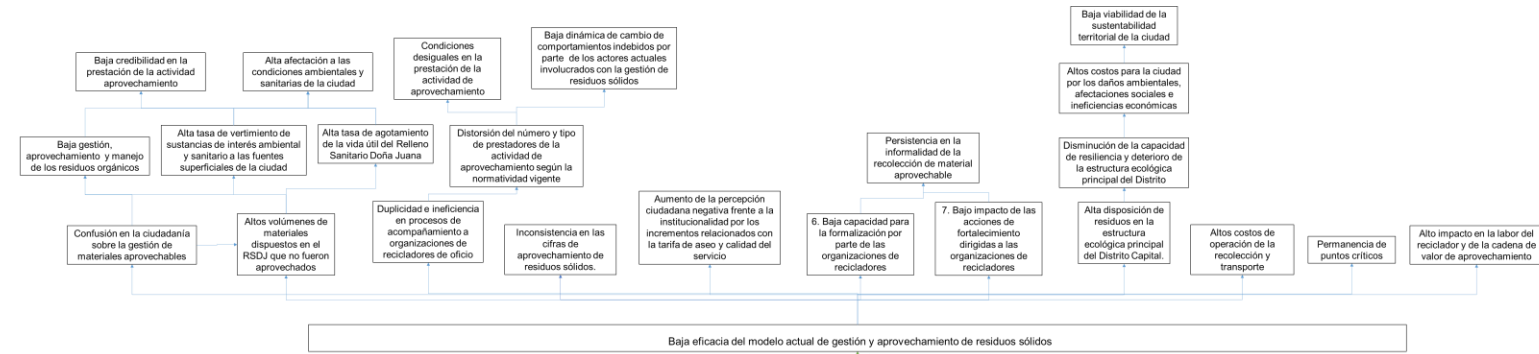 Baja viabilidad de la
sustentabilidad
territorial de la ciudad
Baja credibilidad en la
prestación de la actividad
aprovechamiento
Alta afectación a las
condiciones ambientales y
sanitarias de la ciudad
Condiciones
desiguales en la
prestación de la
actividad de
aprovechamiento
Baja dinámica de cambio de
comportamientos indebidos por
parte de los actores actuales
involucrados con la gestión de
residuos sólidos
Altos costos para la ciudad
por los daños ambientales,
afectaciones sociales e
ineficiencias económicas
Baja gestión,
aprovechamiento y manejo
de los residuos orgánicos
Alta tasa de vertimiento de
sustancias de interés ambiental
y sanitario a las fuentes
superficiales de la ciudad
Alta tasa de agotamiento
de la vida útil del Relleno
Sanitario Doña Juana
Distorsión del número y tipo
de prestadores de la
actividad de
aprovechamiento según la
normatividad vigente
Persistencia en la
informalidad de la
recolección de material
aprovechable
Disminución de la capacidad
de resiliencia y deterioro de
la estructura ecológica
principal del Distrito
Confusión en la ciudadanía
sobre la gestión de
materiales aprovechables
Altos volúmenes de
materiales
dispuestos en el
RSDJ que no fueron
aprovechados
Duplicidad e ineficiencia
en procesos de
acompañamiento a
organizaciones de
recicladores de oficio
Inconsistencia en las
cifras de
aprovechamiento de
residuos sólidos.
Aumento de la percepción
ciudadana negativa frente a la
institucionalidad por los
incrementos relacionados con
la tarifa de aseo y calidad del
servicio
6. Baja capacidad para
la formalización por
parte de las
organizaciones de
recicladores
7. Bajo impacto de las
acciones de
fortalecimiento
dirigidas a las
organizaciones de
recicladores
Alta disposición de
residuos en la
estructura
ecológica principal
del Distrito Capital.
Altos costos de
operación de la
recolección y
transporte
Permanencia de
puntos críticos
Alto impacto en la labor del
reciclador y de la cadena de
valor de aprovechamiento
Baja eficacia del modelo actual de gestión y aprovechamiento de residuos sólidos